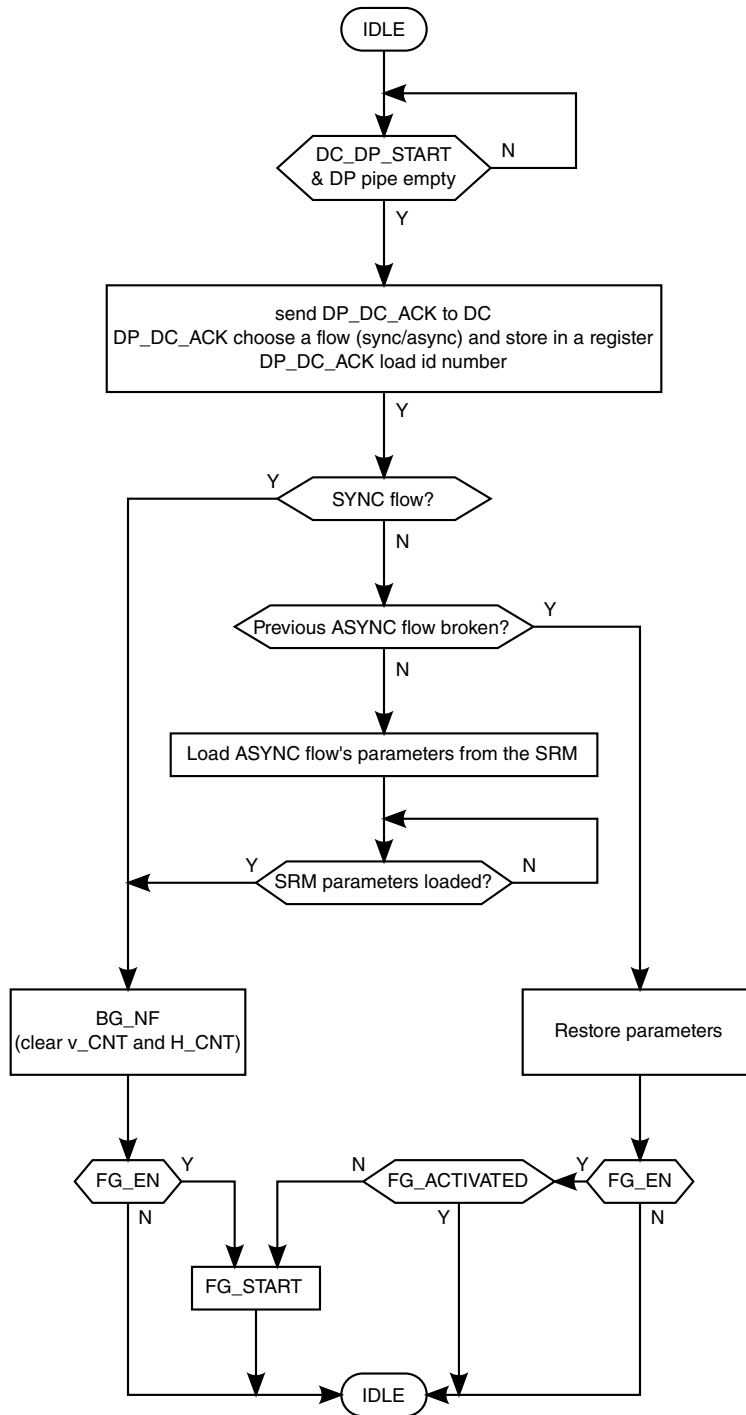 IDLE
DC_DP_START
& DP pipe empty
N
Y
send DP_DC_ACK to DC
DP_DC_ACK choose a flow (sync/async) and store in a register
DP_DC_ACK load id number
Y
Y
SYNC flow?
N
Previous ASYNC flow broken?
Y
N
Load ASYNC flow's parameters from the SRM
Y
SRM parameters loaded?
N
BG_NF
(clear v_CNT and H_CNT)
Restore parameters
FG_EN
Y
N
N
FG_ACTIVATED
Y
Y
FG_EN
N
FG_START
IDLE